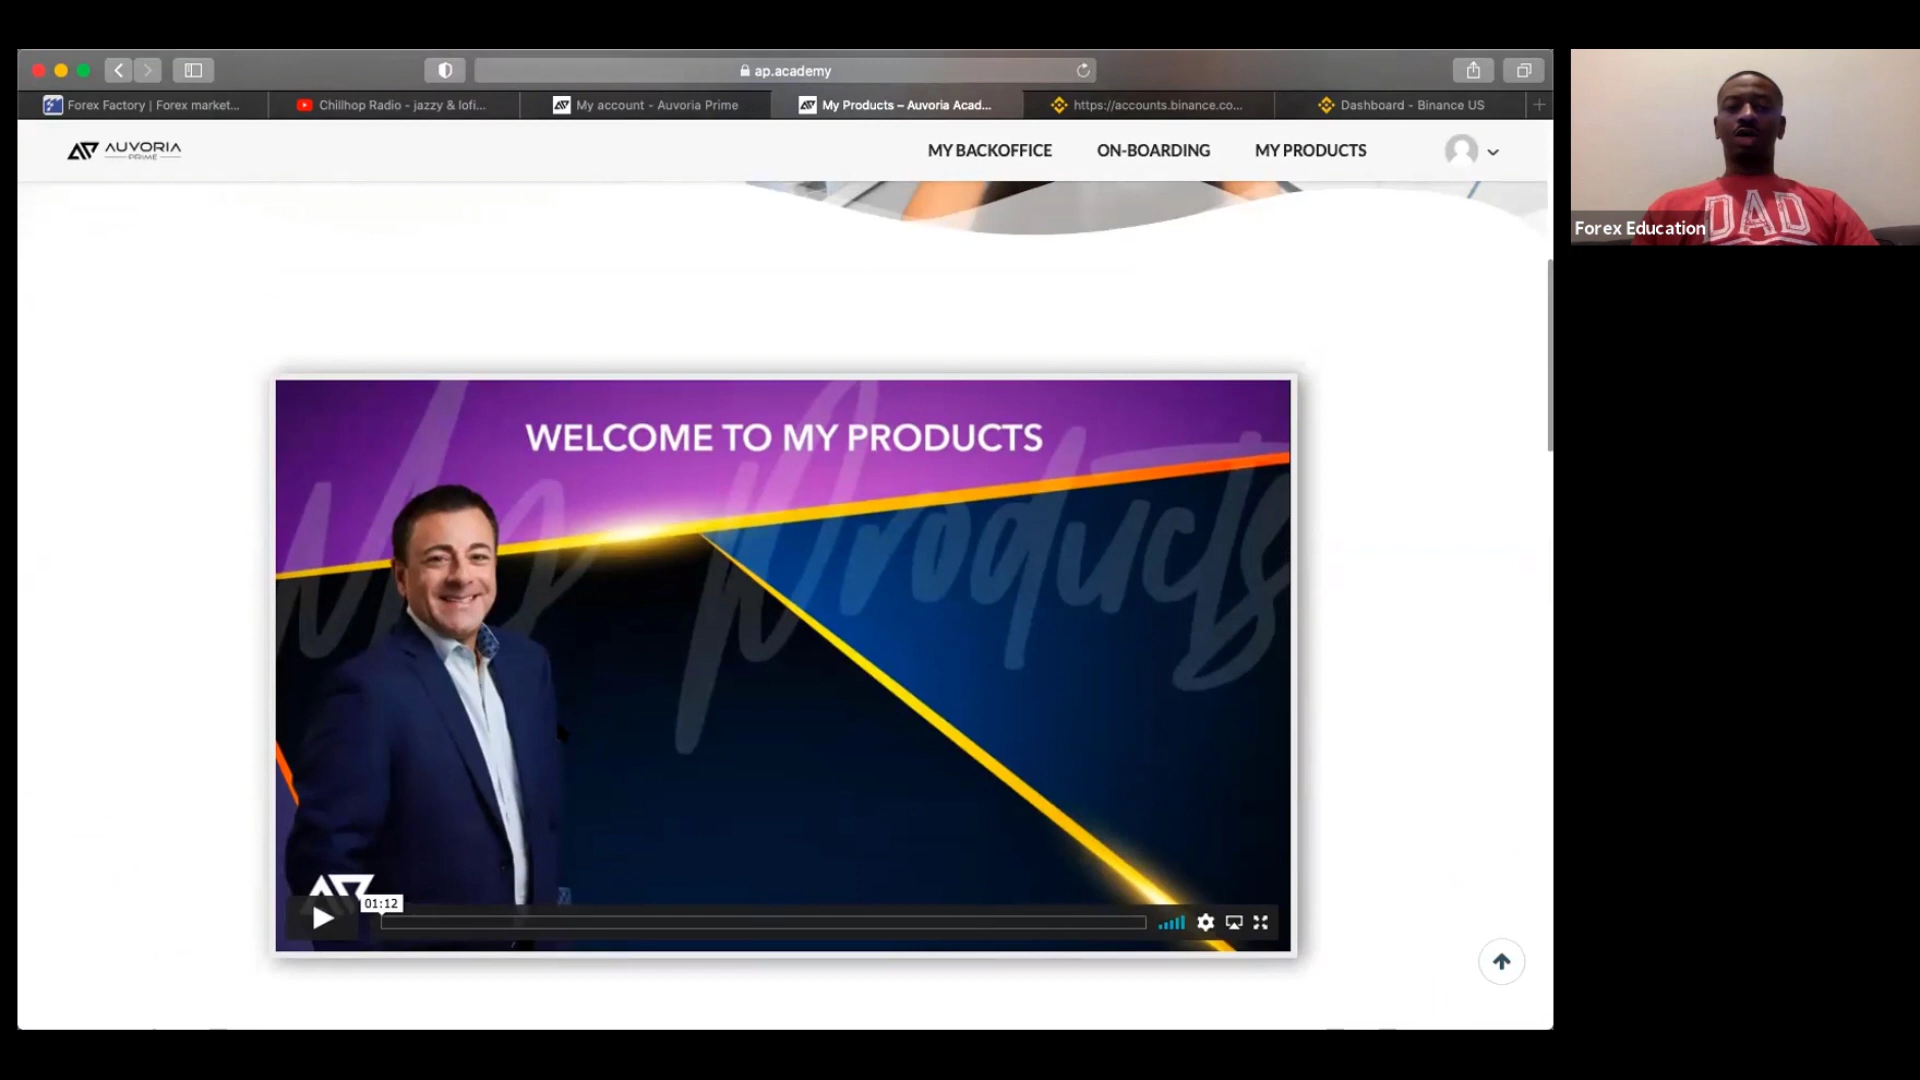 ap.academy
Forex Factory | Forex market...
Chillhop Radio - jazzy & lofi...
My account - Auvoria Prime
My Products – Auvoria Acad...
https://accounts.binance.co...
Dashboard - Binance US
AUVORIA
PRIME
MY BACKOFFICE
ON-BOARDING
MY PRODUCTS
DAD
Forex Education
WELCOME TO MY PRODUCTS
My Products
01:12